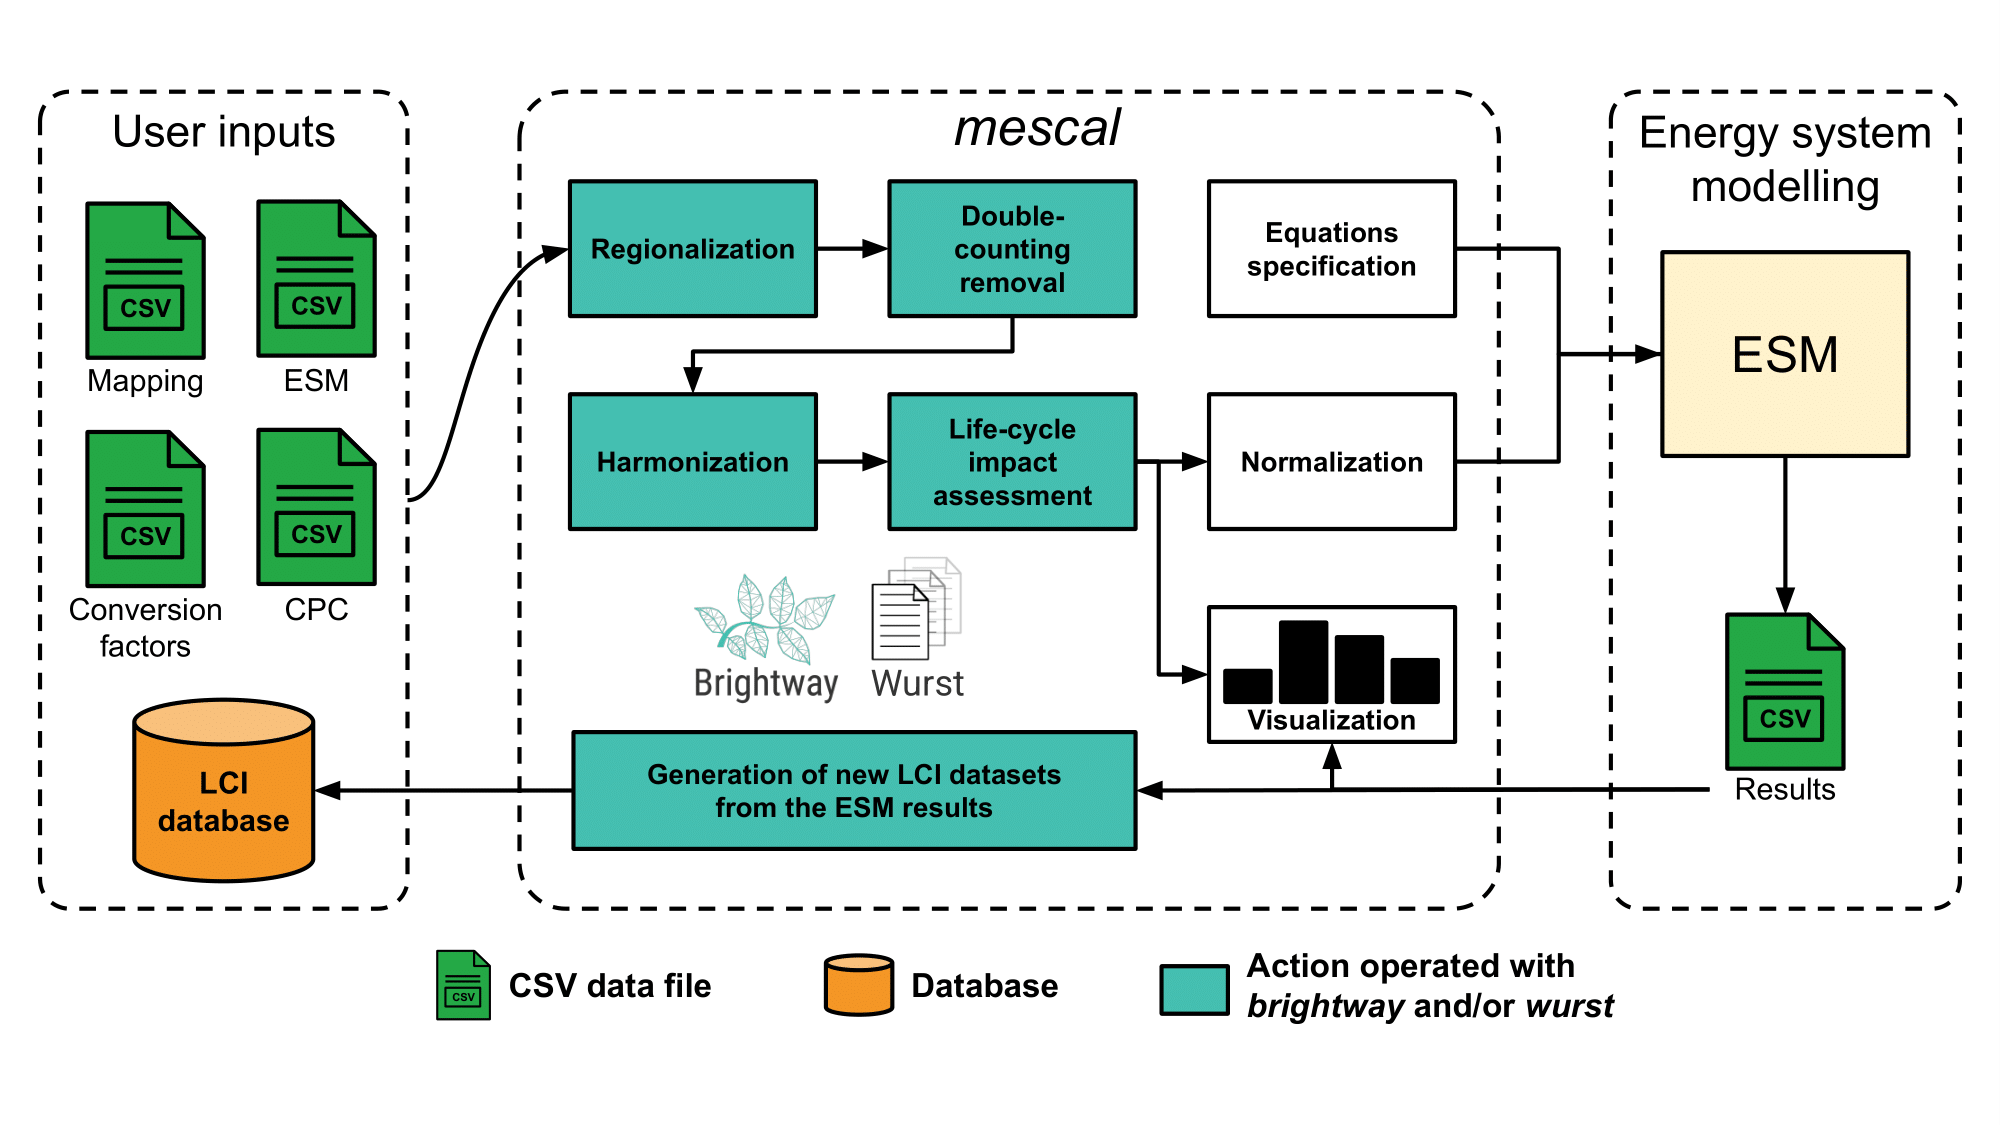 User inputs
CSV
Mapping
CSV
ESM
CSV
Conversion
factors
CSV
CPC
LCI
database
mescal
Regionalization
Double-
counting
removal
Equations
specification
Harmonization
Life-cycle
impact
assessment
Normalization
Brightway
Wurst
Visualization
Generation of new LCI datasets
from the ESM results
Energy system
modelling
ESM
CSV
Results
CSV
CSV data file
Database
Action operated with
brightway and/or wurst